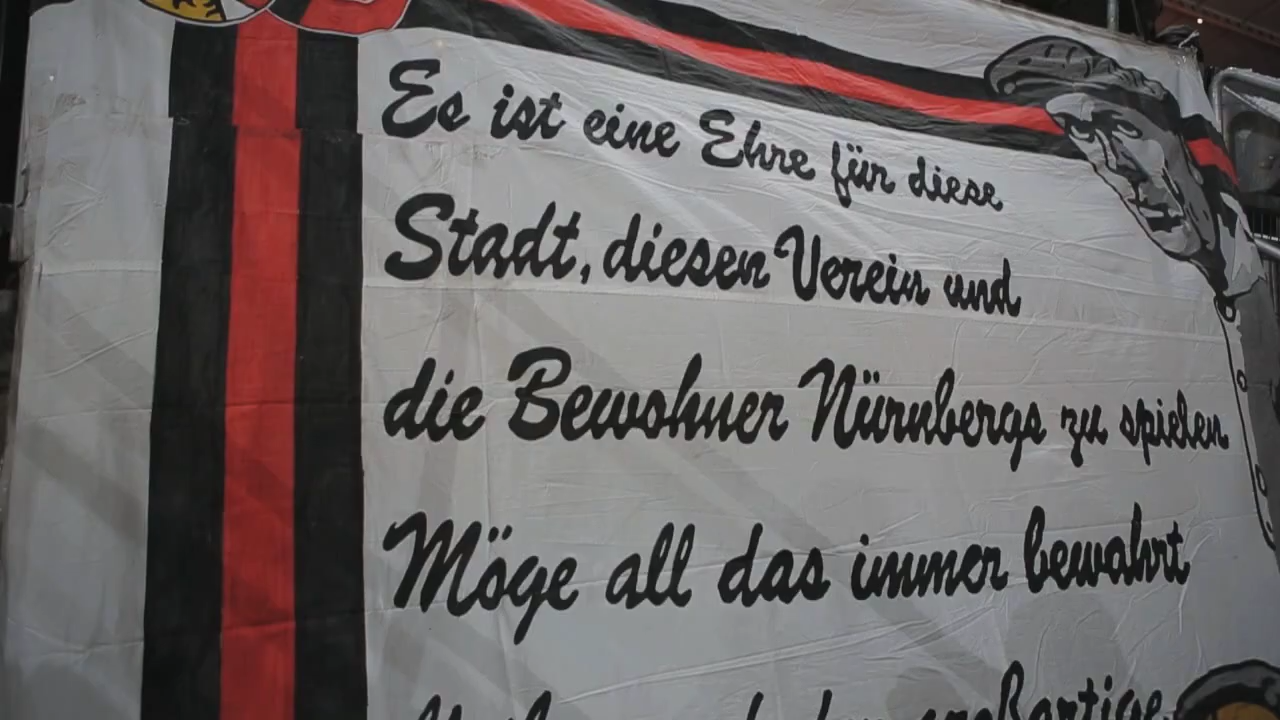 Es ist eine Ehre für diese
Stadt, diesen Verein und
die Bewohner Nürnbergs zu spielen
Möge all das immer bewahrt
großartige